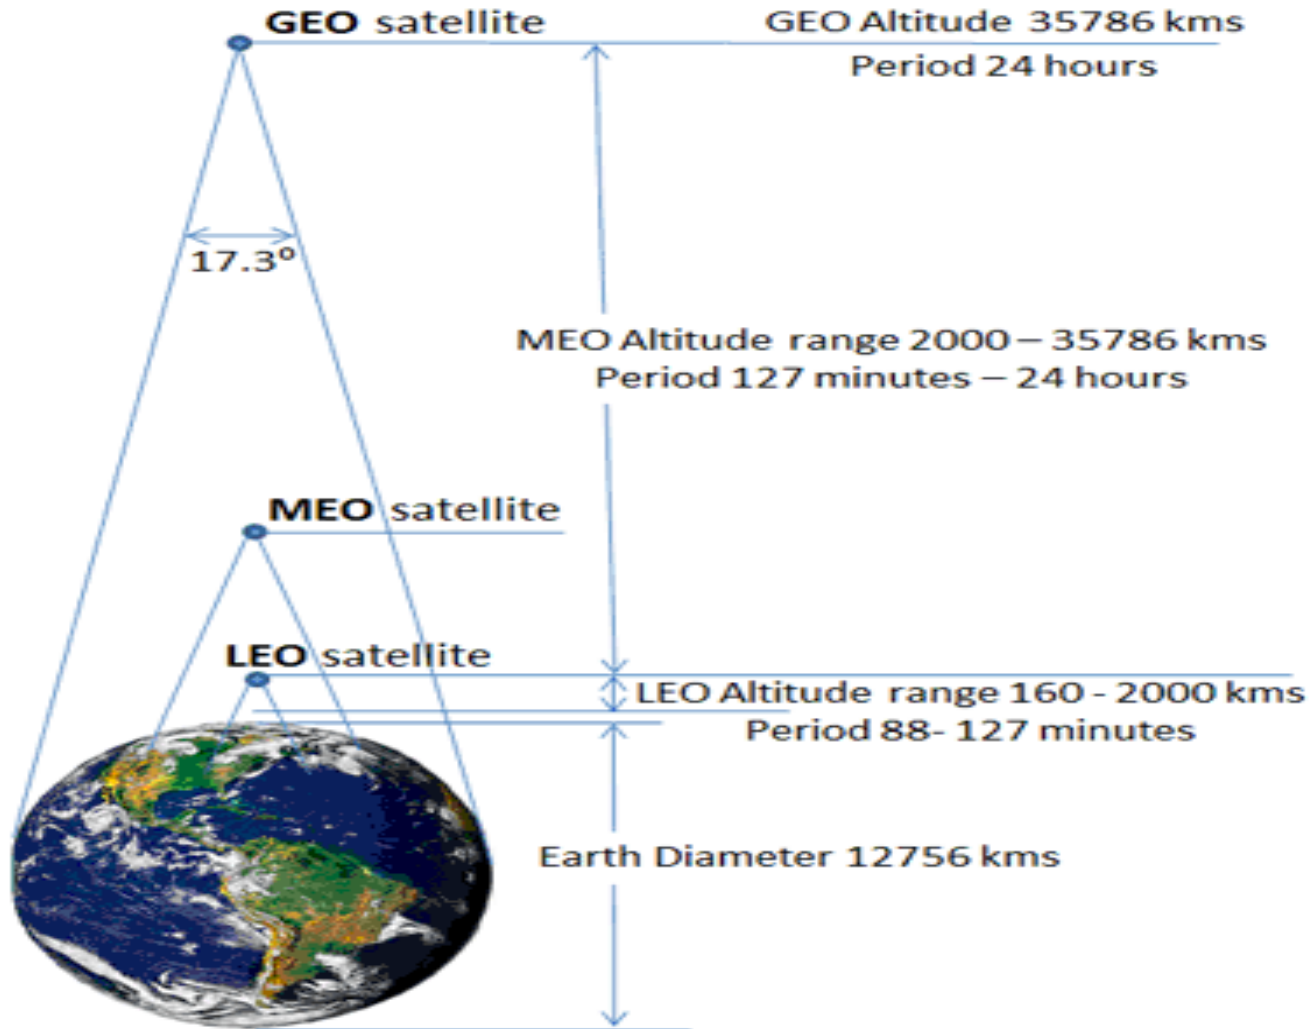 GEO satellite
GEO Altitude 35786 kms
Period 24 hours
17.3⁰
MEO Altitude range 2000 – 35786 kms
Period 127 minutes – 24 hours
MEO satellite
LEO satellite
LEO Altitude range 160 - 2000 kms
Period 88- 127 minutes
Earth Diameter 12756 kms